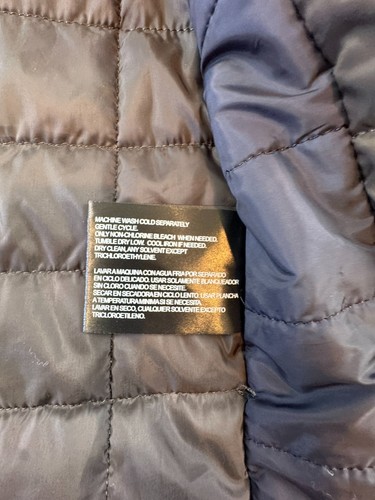 MACHINE WASH COLD SEPARATELY
GENTLE CYCLE.
ONLY NON-CHLORINE BLEACH WHEN NEEDED.
TUMBLE DRY LOW. COOL IRON IF NEEDED.
DRY CLEAN, ANY SOLVENT EXCEPT
TRICHLOROETHYLENE.
LAVAR A MAQUINA CON AGUA FRIA POR SEPARADO
EN CICLO DELICADO. USAR SOLAMENTE BLANQUEADOR
SIN CLORO CUANDO SE NECESITE.
SECAR EN SECADORA EN CICLO LENTO. USAR PLANCHA
A TEMPERATURA MINIMA SI SE NECESITA.
LAVAR EN SECO, CUALQUIER SOLVENTE EXCEPTO
TRICLOROETILENO.